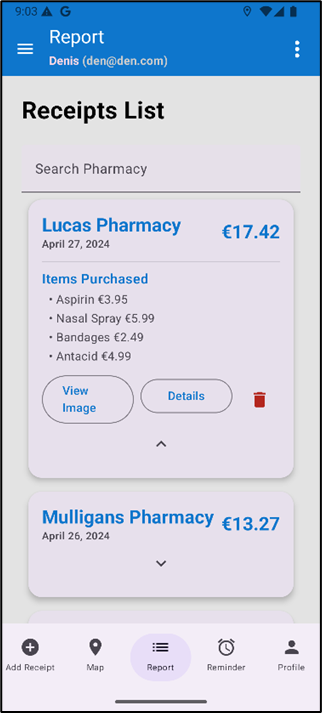 9:03
Report
Denis (den@den.com)
Receipts List
Search Pharmacy
Lucas Pharmacy €17.42
April 27, 2024
Items Purchased
• Aspirin €3.95
• Nasal Spray €5.99
• Bandages €2.49
• Antacid €4.99
View Details
Image
Mulligans Pharmacy €13.27
April 26, 2024
Add Receipt Map Report Reminder Profile